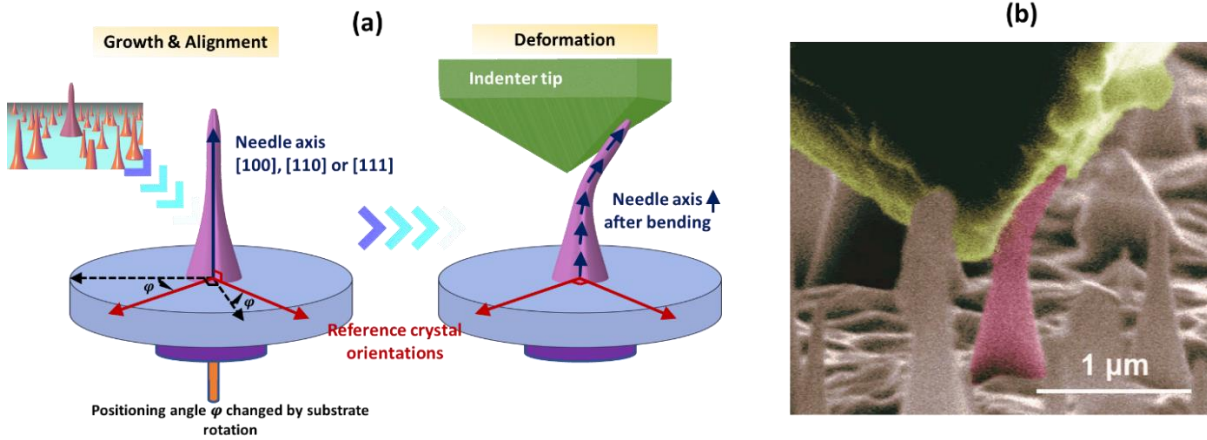 (a)
Growth & Alignment
Deformation
Indenter tip
Needle axis
[100], [110] or [111]
Needle axis
after bending
φ
φ
Reference crystal
orientations
Positioning angle φ changed by substrate
rotation
(b)
1 μm